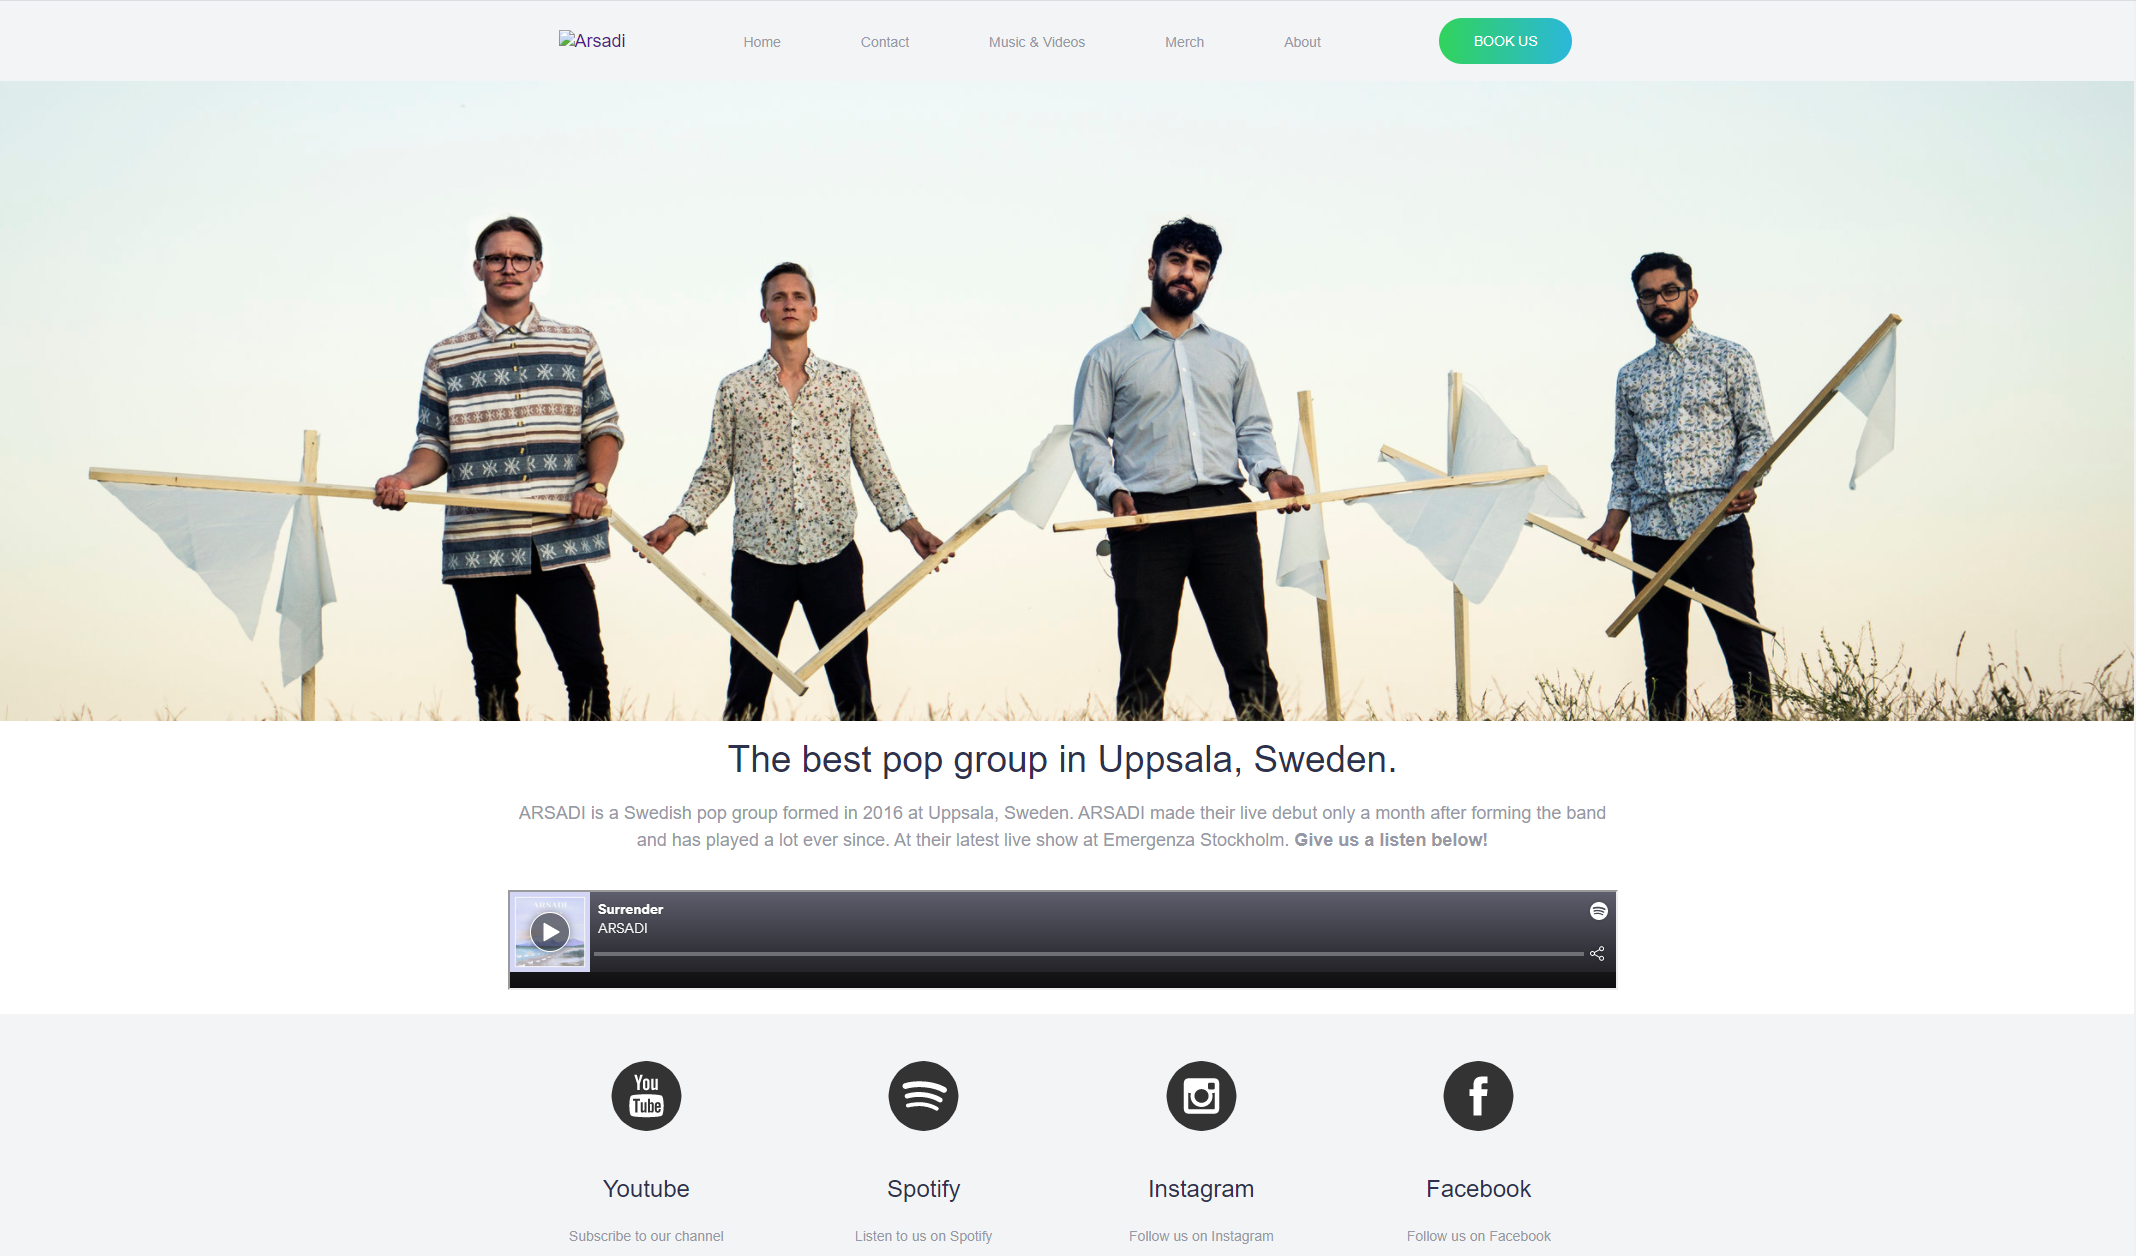 Arsadi
Home
Contact
Music & Videos
Merch
About
BOOK US
The best pop group in Uppsala, Sweden.
ARSADI is a Swedish pop group formed in 2016 at Uppsala, Sweden. ARSADI made their live debut only a month after forming the band
and has played a lot ever since. At their latest live show at Emergenza Stockholm. Give us a listen below!
ARSADI
Surrender
ARSADI
You
Tube
Youtube
Spotify
Instagram
Facebook
Subscribe to our channel
Listen to us on Spotify
Follow us on Instagram
Follow us on Facebook